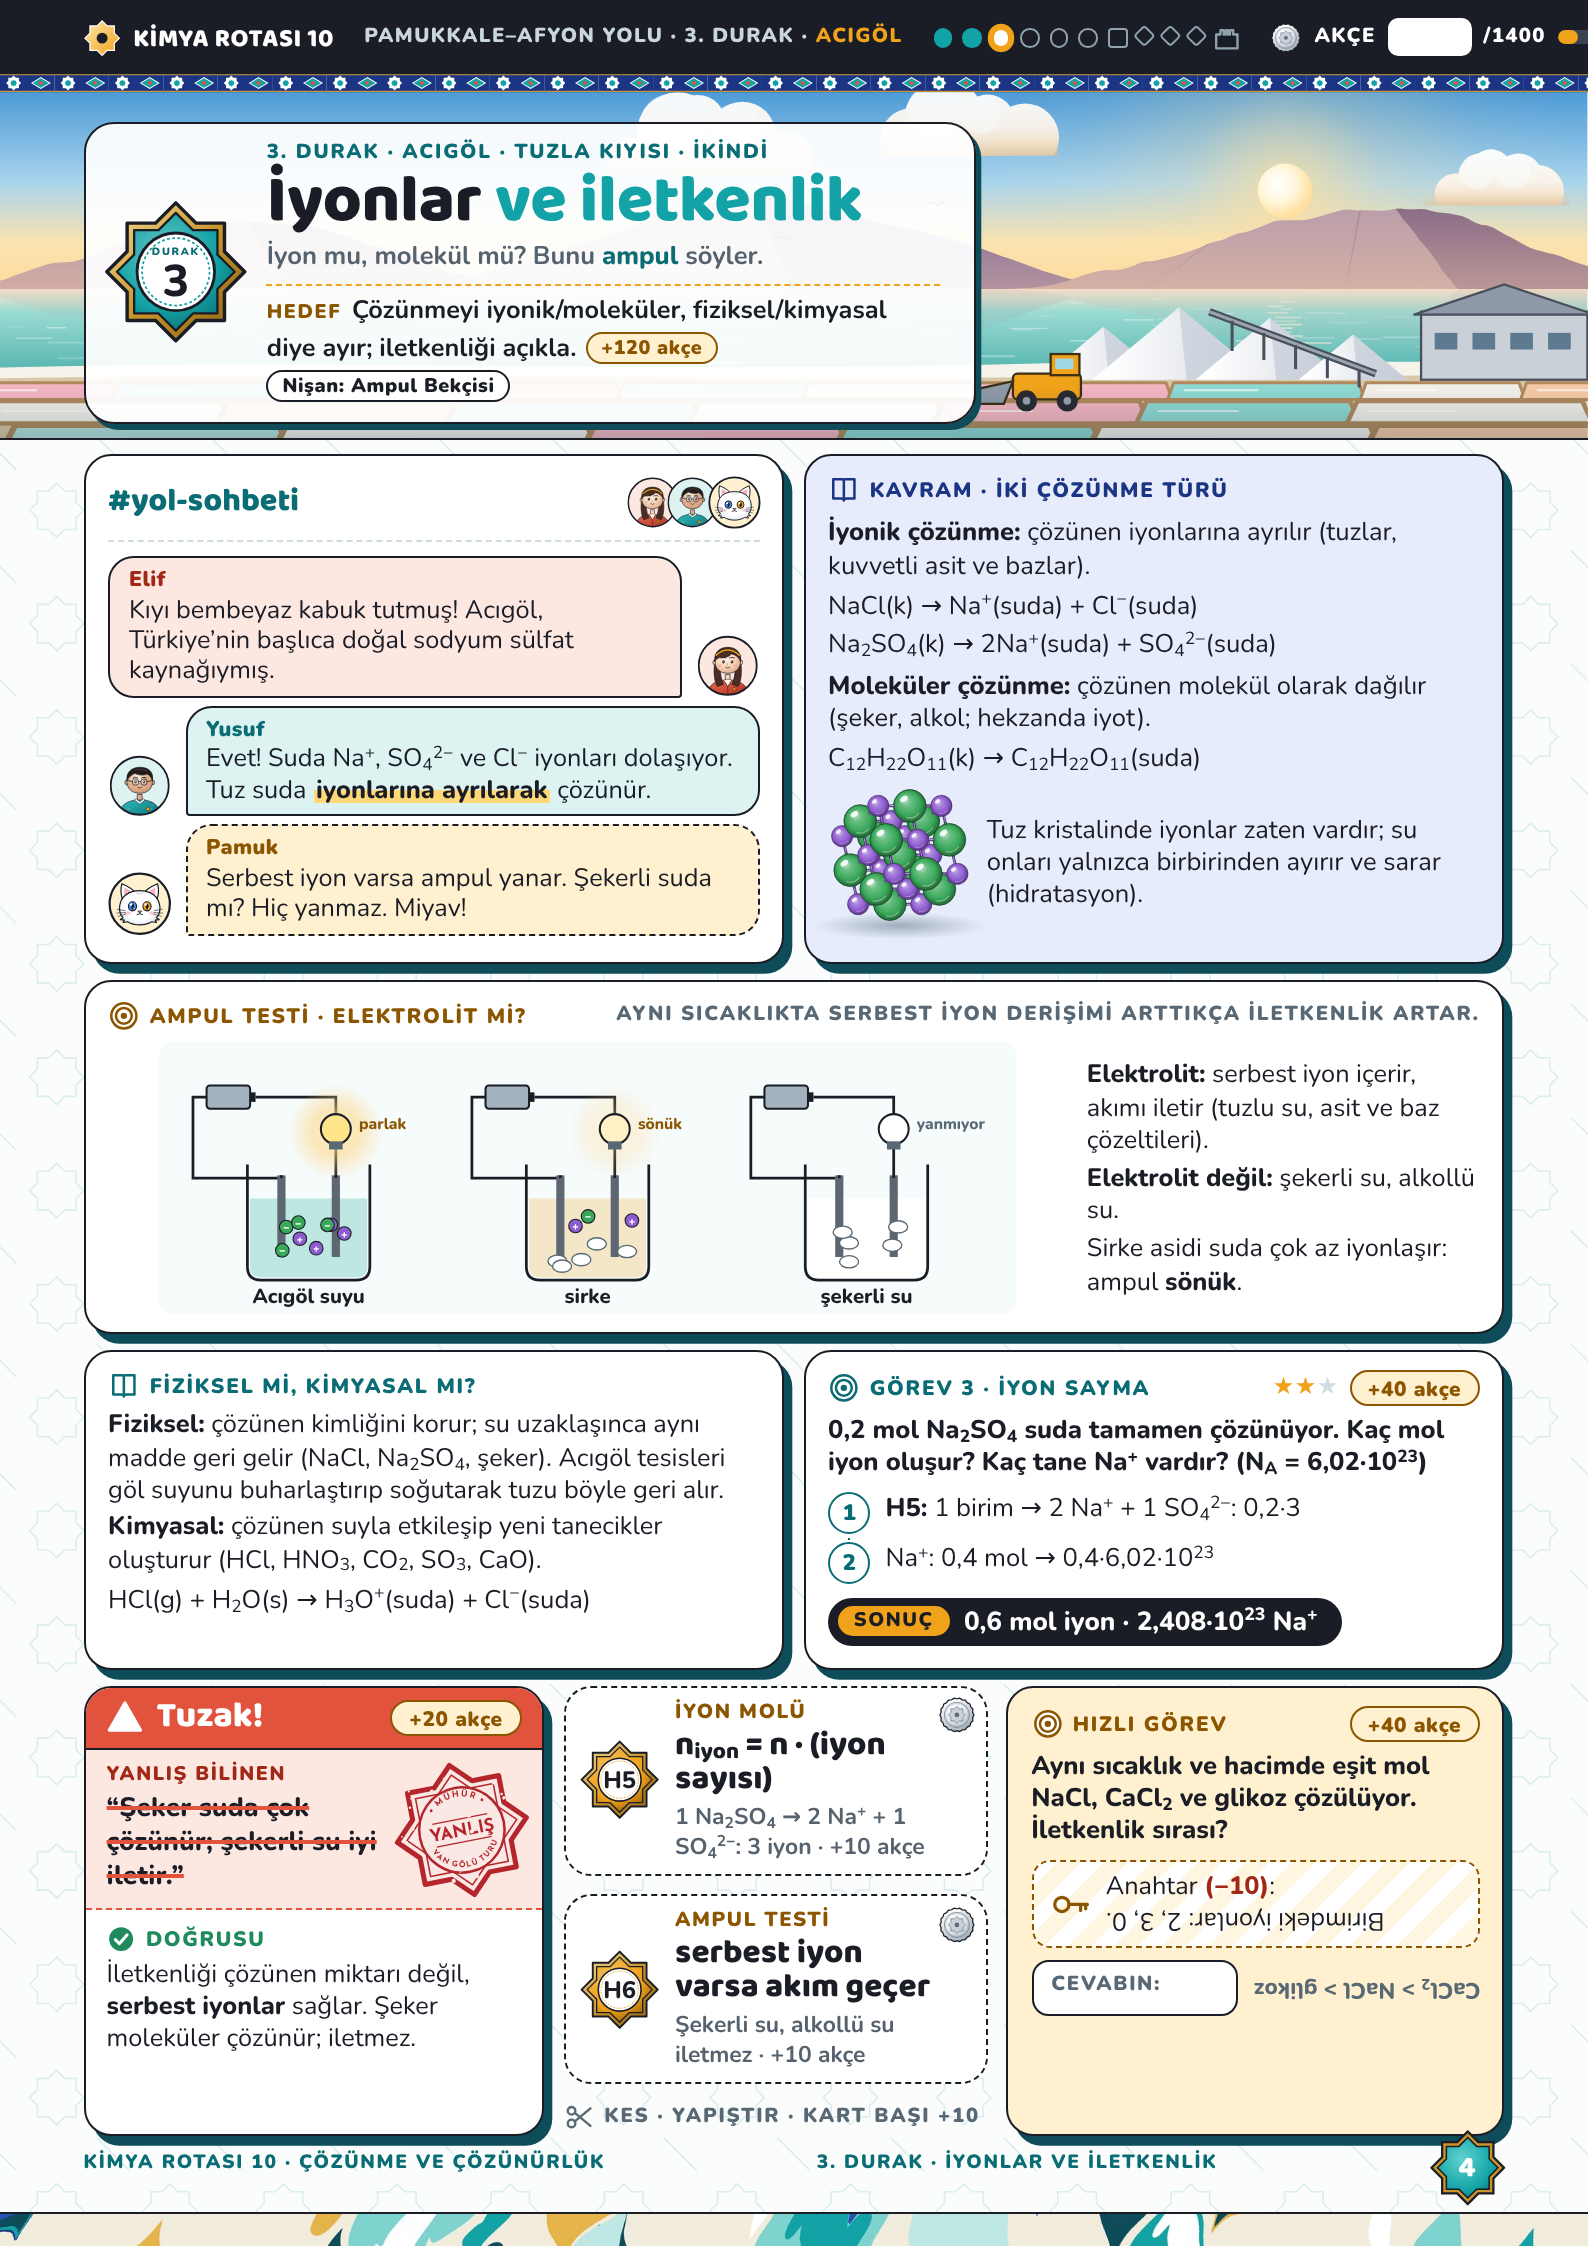 KİMYA ROTASI 10 PAMUKKALE–AFYON YOLU · 3. DURAK · ACIGÖL AKÇE /1400
3. DURAK · ACIGÖL · TUZLA KIYISI · İKİNDİ
İyonlar ve iletkenlik
İyon mu, molekül mü? Bunu ampul söyler.
DURAK
3
HEDEF Çözünmeyi iyonik/moleküler, fiziksel/kimyasal
diye ayır; iletkenliği açıkla. +120 akçe
Nişan: Ampul Bekçisi
#yol-sohbeti
Elif
Kıyı bembeyaz kabuk tutmuş! Acıgöl,
Türkiye’nin başlıca doğal sodyum sülfat
kaynağıymış.
Yusuf
Evet! Suda Na⁺, SO₄²⁻ ve Cl⁻ iyonları dolaşıyor.
Tuz suda iyonlarına ayrılarak çözünür.
Pamuk
Serbest iyon varsa ampul yanar. Şekerli suda
mı? Hiç yanmaz. Miyav!
KAVRAM · İKİ ÇÖZÜNME TÜRÜ
İyonik çözünme: çözünen iyonlarına ayrılır (tuzlar,
kuvvetli asit ve bazlar).
NaCl(k) → Na⁺(suda) + Cl⁻(suda)
Na₂SO₄(k) → 2Na⁺(suda) + SO₄²⁻(suda)
Moleküler çözünme: çözünen molekül olarak dağılır
(şeker, alkol; hekzanda iyot).
C₁₂H₂₂O₁₁(k) → C₁₂H₂₂O₁₁(suda)
Tuz kristalinde iyonlar zaten vardır; su
onları yalnızca birbirinden ayırır ve sarar
(hidratasyon).
AMPUL TESTİ · ELEKTROLİT Mİ? AYNI SICAKLIKTA SERBEST İYON DERİŞİMİ ARTTIKÇA İLETKENLİK ARTAR.
parlak
Acıgöl suyu
sönük
sirke
yanmıyor
şekerli su
Elektrolit: serbest iyon içerir,
akımı iletir (tuzlu su, asit ve baz
çözeltileri).
Elektrolit değil: şekerli su, alkollü
su.
Sirke asidi suda çok az iyonlaşır:
ampul sönük.
FİZİKSEL Mİ, KİMYASAL MI?
Fiziksel: çözünen kimliğini korur; su uzaklaşınca aynı
madde geri gelir (NaCl, Na₂SO₄, şeker). Acıgöl tesisleri
göl suyunu buharlaştırıp soğutarak tuzu böyle geri alır.
Kimyasal: çözünen suyla etkileşip yeni tanecikler
oluşturur (HCl, HNO₃, CO₂, SO₃, CaO).
HCl(g) + H₂O(s) → H₃O⁺(suda) + Cl⁻(suda)
GÖREV 3 · İYON SAYMA ★★★ +40 akçe
0,2 mol Na₂SO₄ suda tamamen çözünüyor. Kaç mol
iyon oluşur? Kaç tane Na⁺ vardır? (N_A = 6,02·10²³)
1 H5: 1 birim → 2 Na⁺ + 1 SO₄²⁻: 0,2·3
2 Na⁺: 0,4 mol → 0,4·6,02·10²³
SONUÇ 0,6 mol iyon · 2,408·10²³ Na⁺
Tuzak! +20 akçe
YANLIŞ BİLİNEN
“Şeker suda çok
çözünür; şekerli su iyi
iletir.”
MÜHÜR
YANLIŞ
VAN GÖLÜ TURU
DOĞRUSU
İletkenliği çözünen miktarı değil,
serbest iyonlar sağlar. Şeker
moleküler çözünür; iletmez.
H5
İYON MOLÜ
nᵢyₒₙ = n · (iyon
sayısı)
1 Na₂SO₄ → 2 Na⁺ + 1
SO₄²⁻: 3 iyon · +10 akçe
H6
AMPUL TESTİ
serbest iyon
varsa akım geçer
Şekerli su, alkollü su
iletmez · +10 akçe
KES · YAPIŞTIR · KART BAŞI +10
HIZLI GÖREV +40 akçe
Aynı sıcaklık ve hacimde eşit mol
NaCl, CaCl₂ ve glikoz çözülüyor.
İletkenlik sırası?
Anahtar (−10):
Birimdeki iyonlar: 2, 3, 0.
CEVABIN: CaCl₂ > NaCl > glikoz
KİMYA ROTASI 10 · ÇÖZÜNME VE ÇÖZÜNÜRLÜK 3. DURAK · İYONLAR VE İLETKENLİK 4